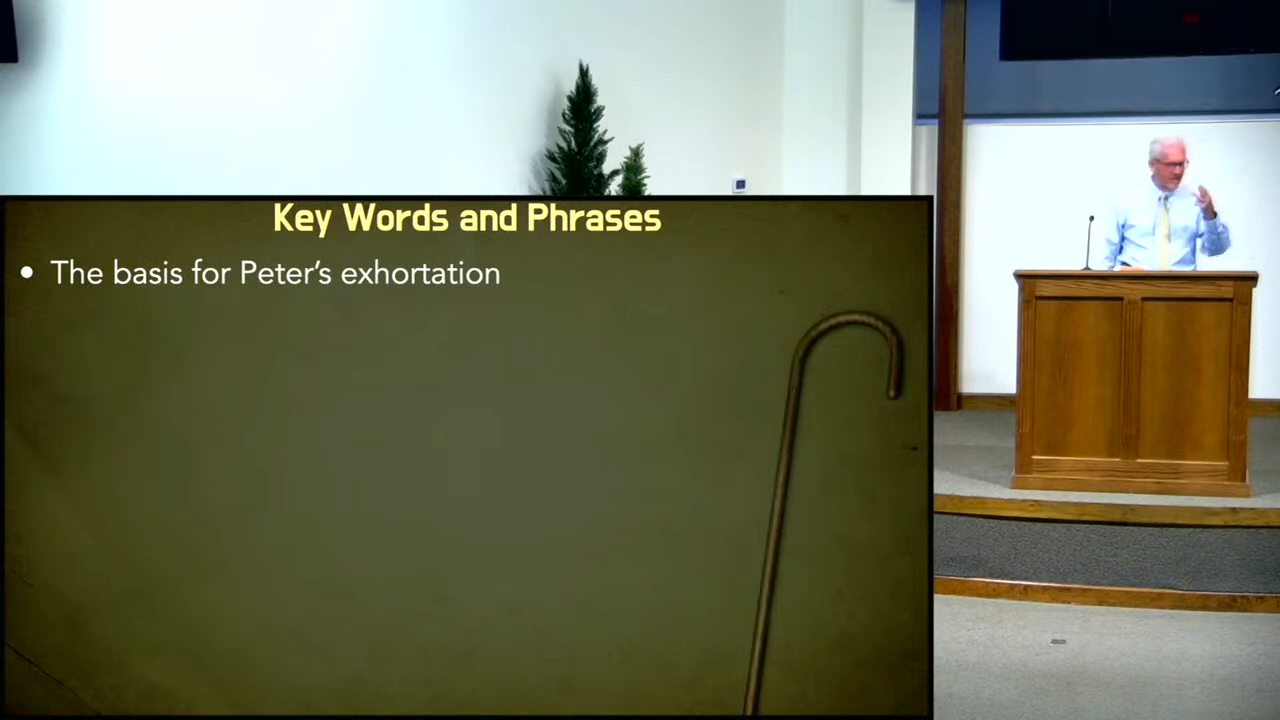 Key Words and Phrases
• The basis for Peter's exhortation